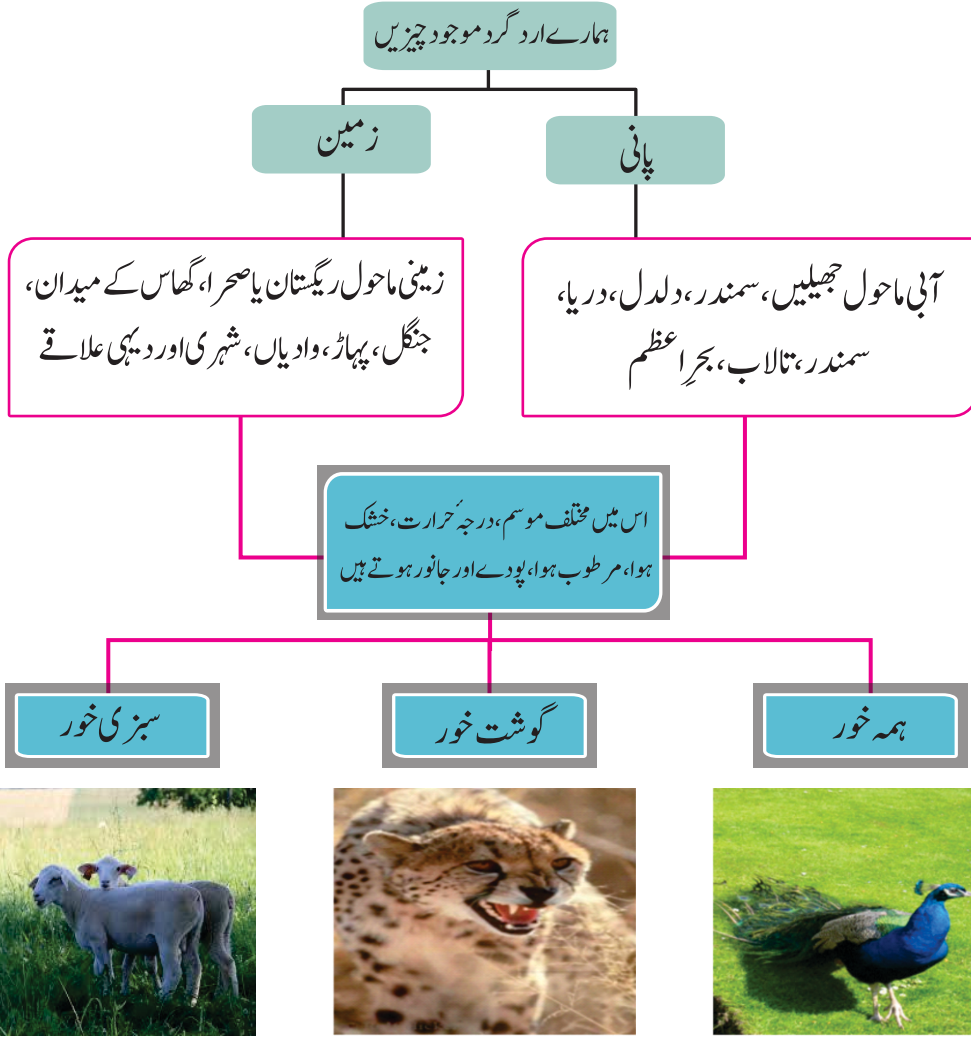 ہمارے ارد گرد موجود چیزیں
پانی
زمین
آبی ماحول جھیلیں، سمندر، دلدل، دریا،
سمندر، تالاب، بحرِ اعظم
زمینی ماحول ریگستان یا صحرا، گھاس کے میدان،
جنگل، پہاڑ، وادیاں، شہری اور دیہی علاقے
اس میں مختلف موسم، درجۂ حرارت، خشک
ہوا، مرطوب ہوا، پودے اور جانور ہوتے ہیں
ہمہ خور
گوشت خور
سبزی خور